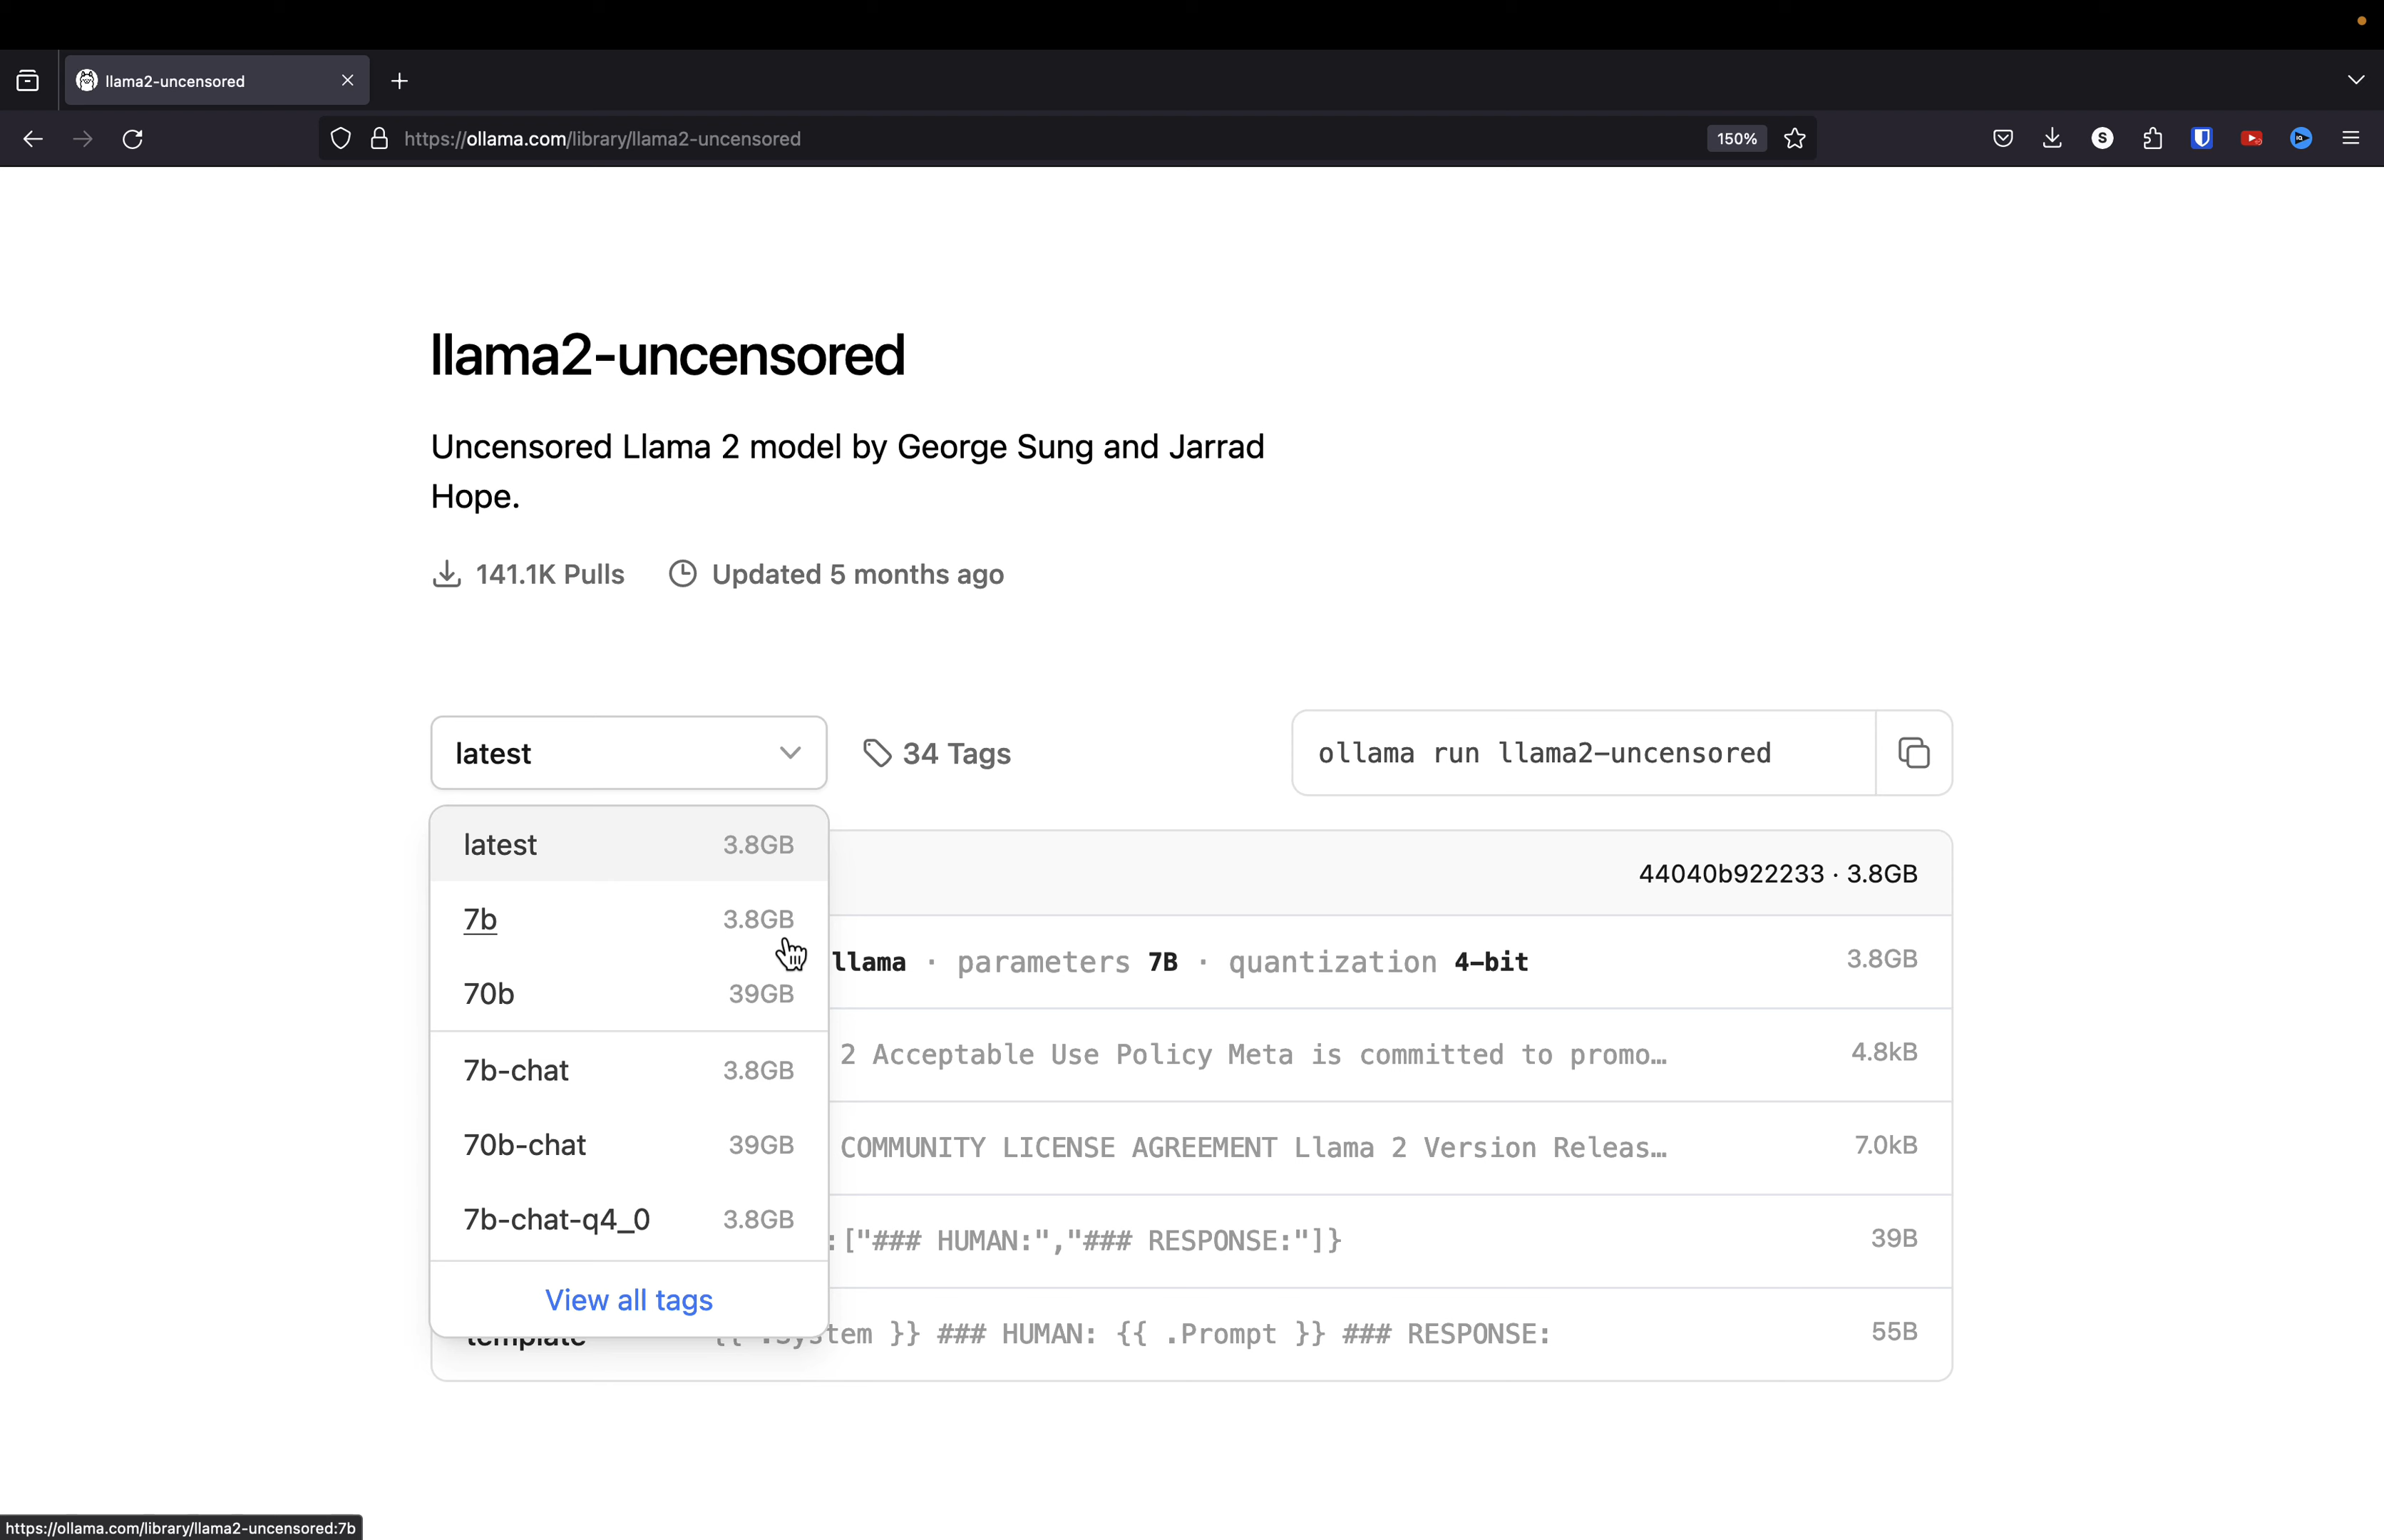 llama2-uncensored
https://ollama.com/library/llama2-uncensored
150%
S
llama2-uncensored
Uncensored Llama 2 model by George Sung and Jarrad
Hope.
141.1K Pulls Updated 5 months ago
latest 34 Tags ollama run llama2-uncensored
latest 3.8GB
44040b922233 · 3.8GB
7b 3.8GB
llama · parameters 7B · quantization 4-bit 3.8GB
70b 39GB
2 Acceptable Use Policy Meta is committed to promo… 4.8kB
7b-chat 3.8GB
70b-chat 39GB
COMMUNITY LICENSE AGREEMENT Llama 2 Version Releas… 7.0kB
7b-chat-q4_0 3.8GB
:["### HUMAN:","### RESPONSE:"]} 39B
View all tags
template {{ .System }} ### HUMAN: {{ .Prompt }} ### RESPONSE: 55B
https://ollama.com/library/llama2-uncensored:7b